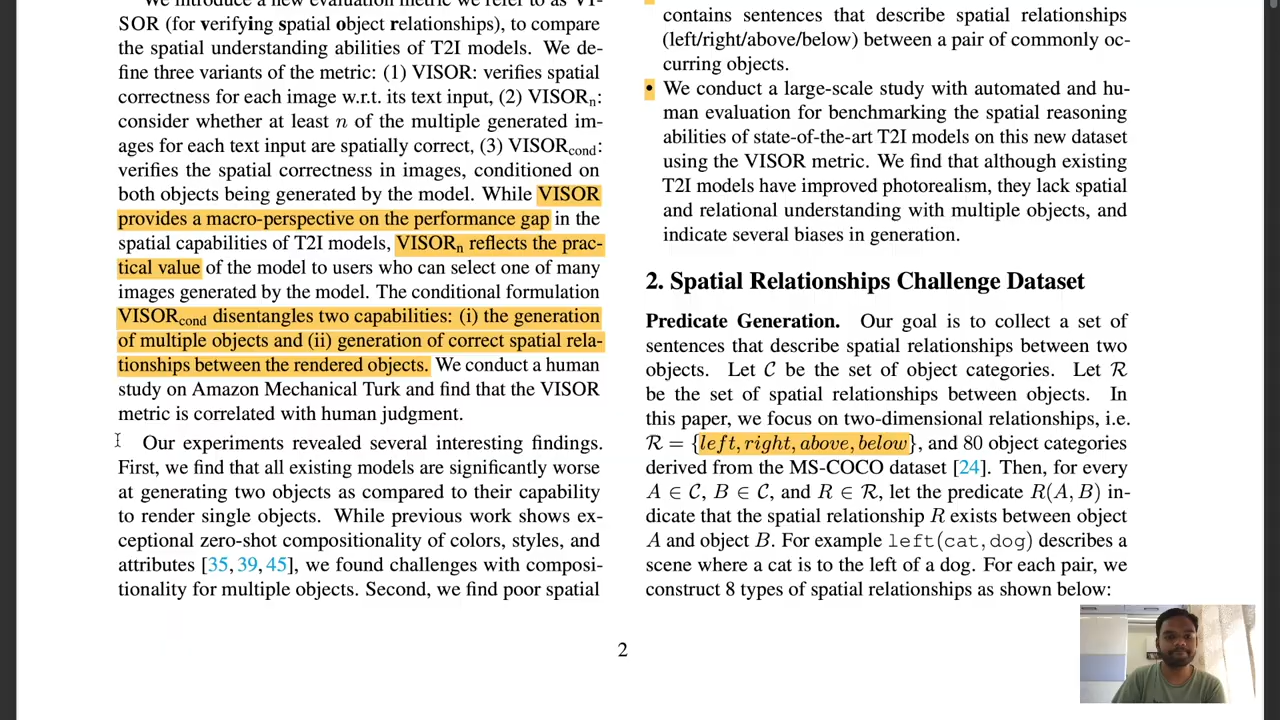 We introduce a new evaluation metric we refer to as VI-
SOR (for verifying spatial object relationships), to compare
the spatial understanding abilities of T2I models. We de-
fine three variants of the metric: (1) VISOR: verifies spatial
correctness for each image w.r.t. its text input, (2) VISORn:
consider whether at least n of the multiple generated im-
ages for each text input are spatially correct, (3) VISORcond:
verifies the spatial correctness in images, conditioned on
both objects being generated by the model. While VISOR
provides a macro-perspective on the performance gap in the
spatial capabilities of T2I models, VISORn reflects the prac-
tical value of the model to users who can select one of many
images generated by the model. The conditional formulation
VISORcond disentangles two capabilities: (i) the generation
of multiple objects and (ii) generation of correct spatial rela-
tionships between the rendered objects. We conduct a human
study on Amazon Mechanical Turk and find that the VISOR
metric is correlated with human judgment.
Our experiments revealed several interesting findings.
First, we find that all existing models are significantly worse
at generating two objects as compared to their capability
to render single objects. While previous work shows ex-
ceptional zero-shot compositionality of colors, styles, and
attributes [35, 39, 45], we found challenges with composi-
tionality for multiple objects. Second, we find poor spatial
contains sentences that describe spatial relationships
(left/right/above/below) between a pair of commonly oc-
curring objects.
• We conduct a large-scale study with automated and hu-
man evaluation for benchmarking the spatial reasoning
abilities of state-of-the-art T2I models on this new dataset
using the VISOR metric. We find that although existing
T2I models have improved photorealism, they lack spatial
and relational understanding with multiple objects, and
indicate several biases in generation.
2. Spatial Relationships Challenge Dataset
Predicate Generation. Our goal is to collect a set of
sentences that describe spatial relationships between two
objects. Let C be the set of object categories. Let R
be the set of spatial relationships between objects. In
this paper, we focus on two-dimensional relationships, i.e.
R = {left, right, above, below}, and 80 object categories
derived from the MS-COCO dataset [24]. Then, for every
A ∈ C, B ∈ C, and R ∈ R, let the predicate R(A, B) in-
dicate that the spatial relationship R exists between object
A and object B. For example left(cat,dog) describes a
scene where a cat is to the left of a dog. For each pair, we
construct 8 types of spatial relationships as shown below:
2